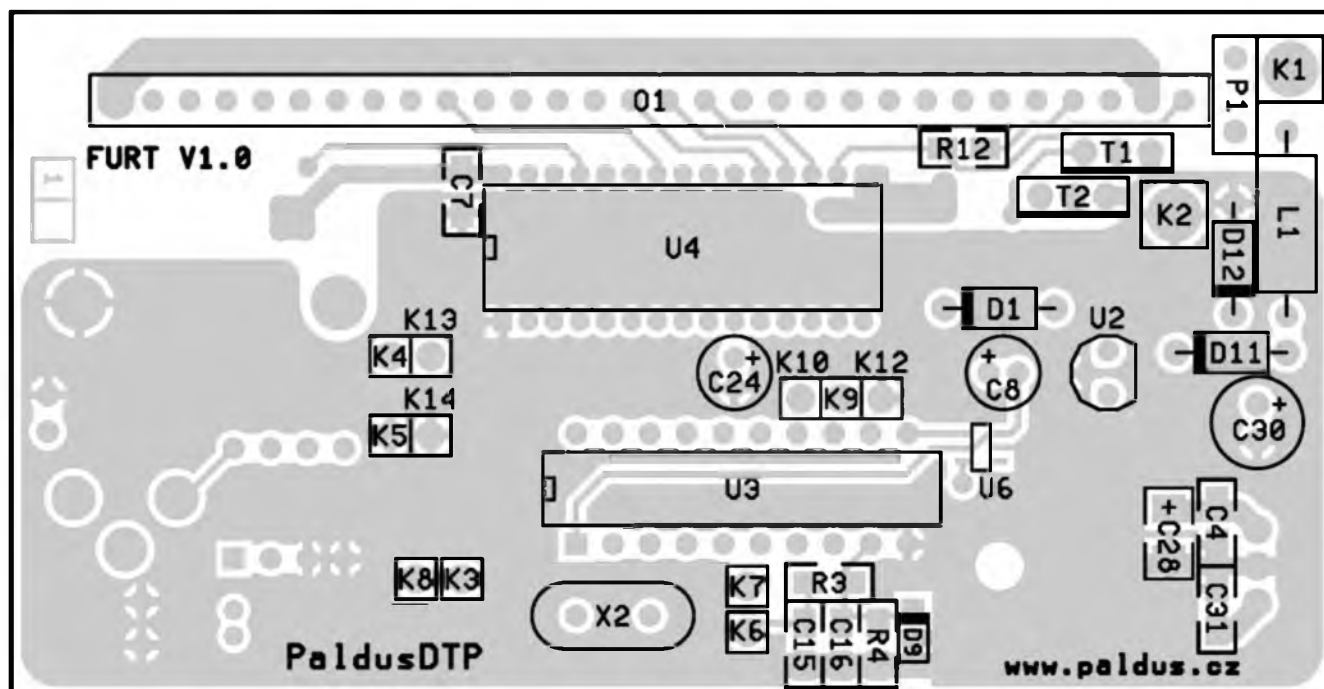 K1
P1
O1
FURT V1.0
R12
T1
1
C7
T2
K2
L1
U4
D12
D1
U2
K13
K4
D11
K10
K12
C24
K9
C8
K14
K5
+
+
+
C30
U3
U6
+
C28
C4
K8
K3
K7
R3
C31
X2
K6
C15
C16
R4
D9
PaldusDTP
www.paldus.cz